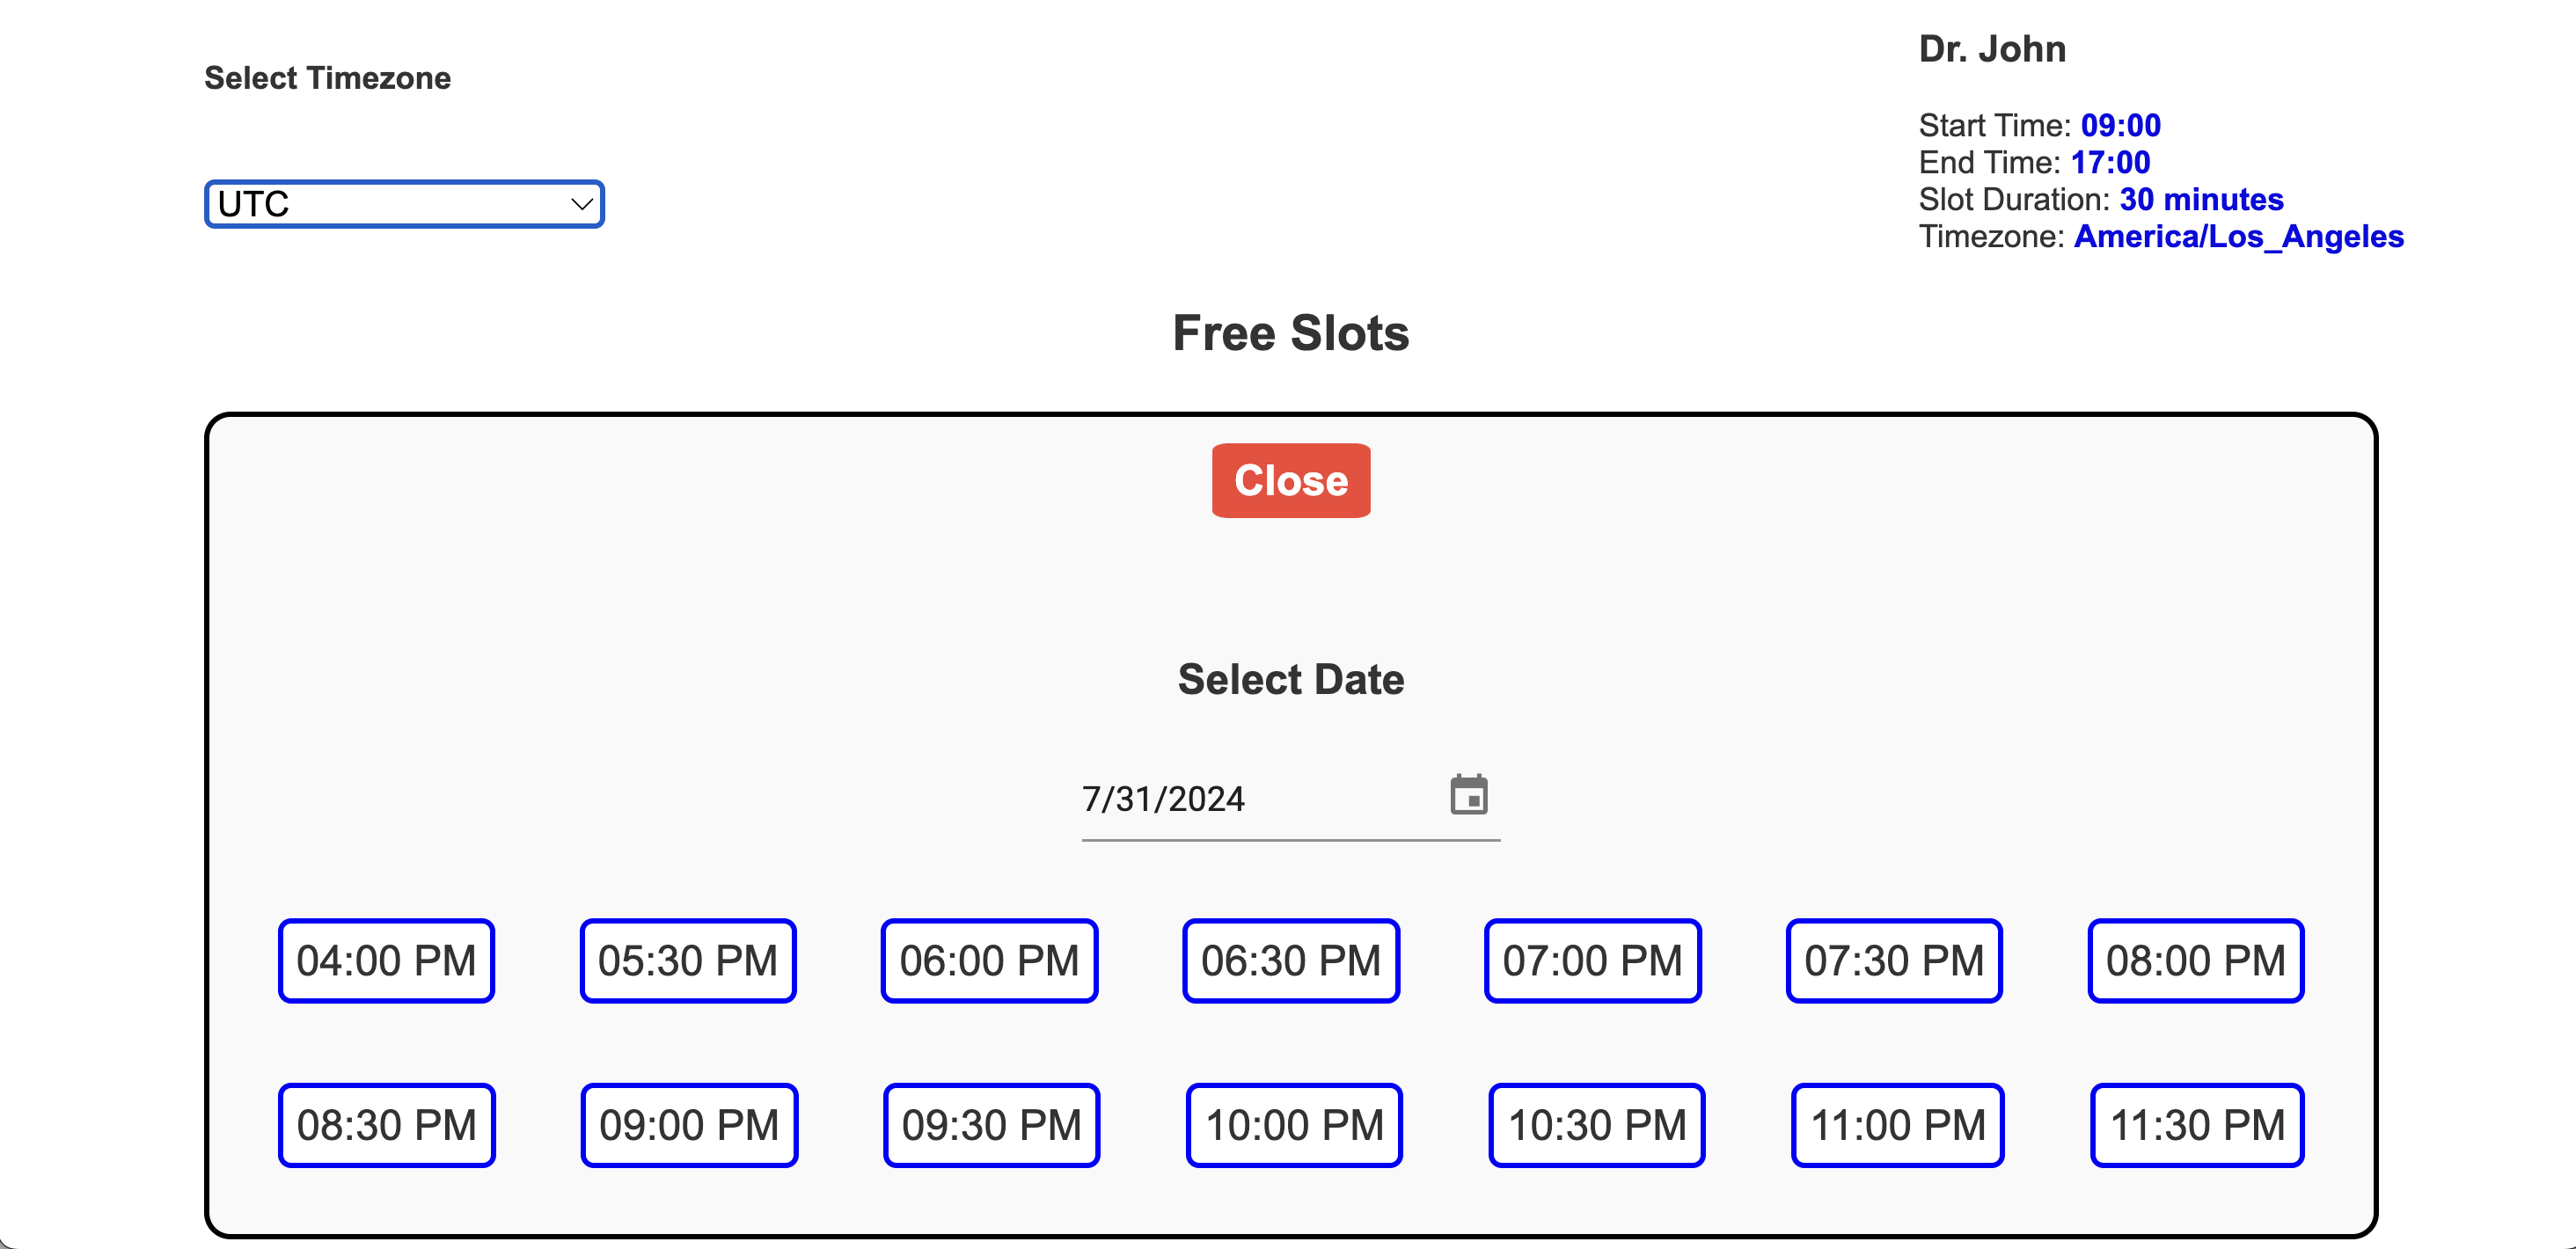 Select Timezone
UTC
Dr. John
Start Time: 09:00
End Time: 17:00
Slot Duration: 30 minutes
Timezone: America/Los_Angeles
Free Slots
Close
Select Date
7/31/2024
04:00 PM 05:30 PM 06:00 PM 06:30 PM 07:00 PM 07:30 PM 08:00 PM
08:30 PM 09:00 PM 09:30 PM 10:00 PM 10:30 PM 11:00 PM 11:30 PM